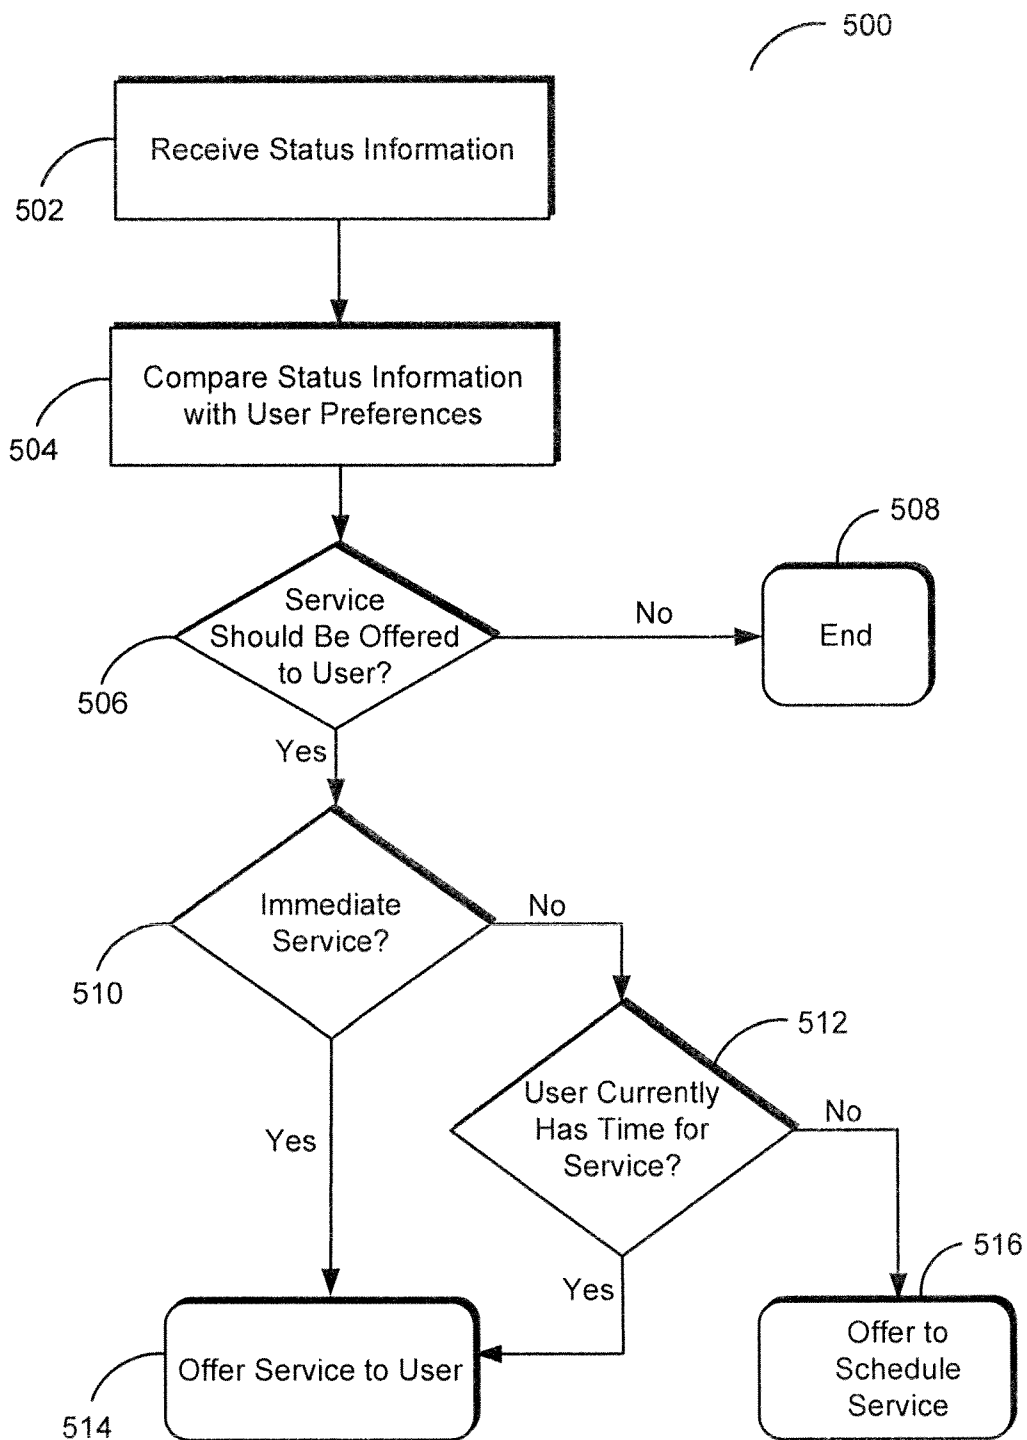 500
Receive Status Information
502
Compare Status Information
with User Preferences
504
508
Service
Should Be Offered
to User?
No
End
506
Yes
Immediate
Service?
No
510
512
User Currently
Has Time for
Service?
No
Yes
516
Yes
Offer Service to User
Offer to
Schedule
Service
514